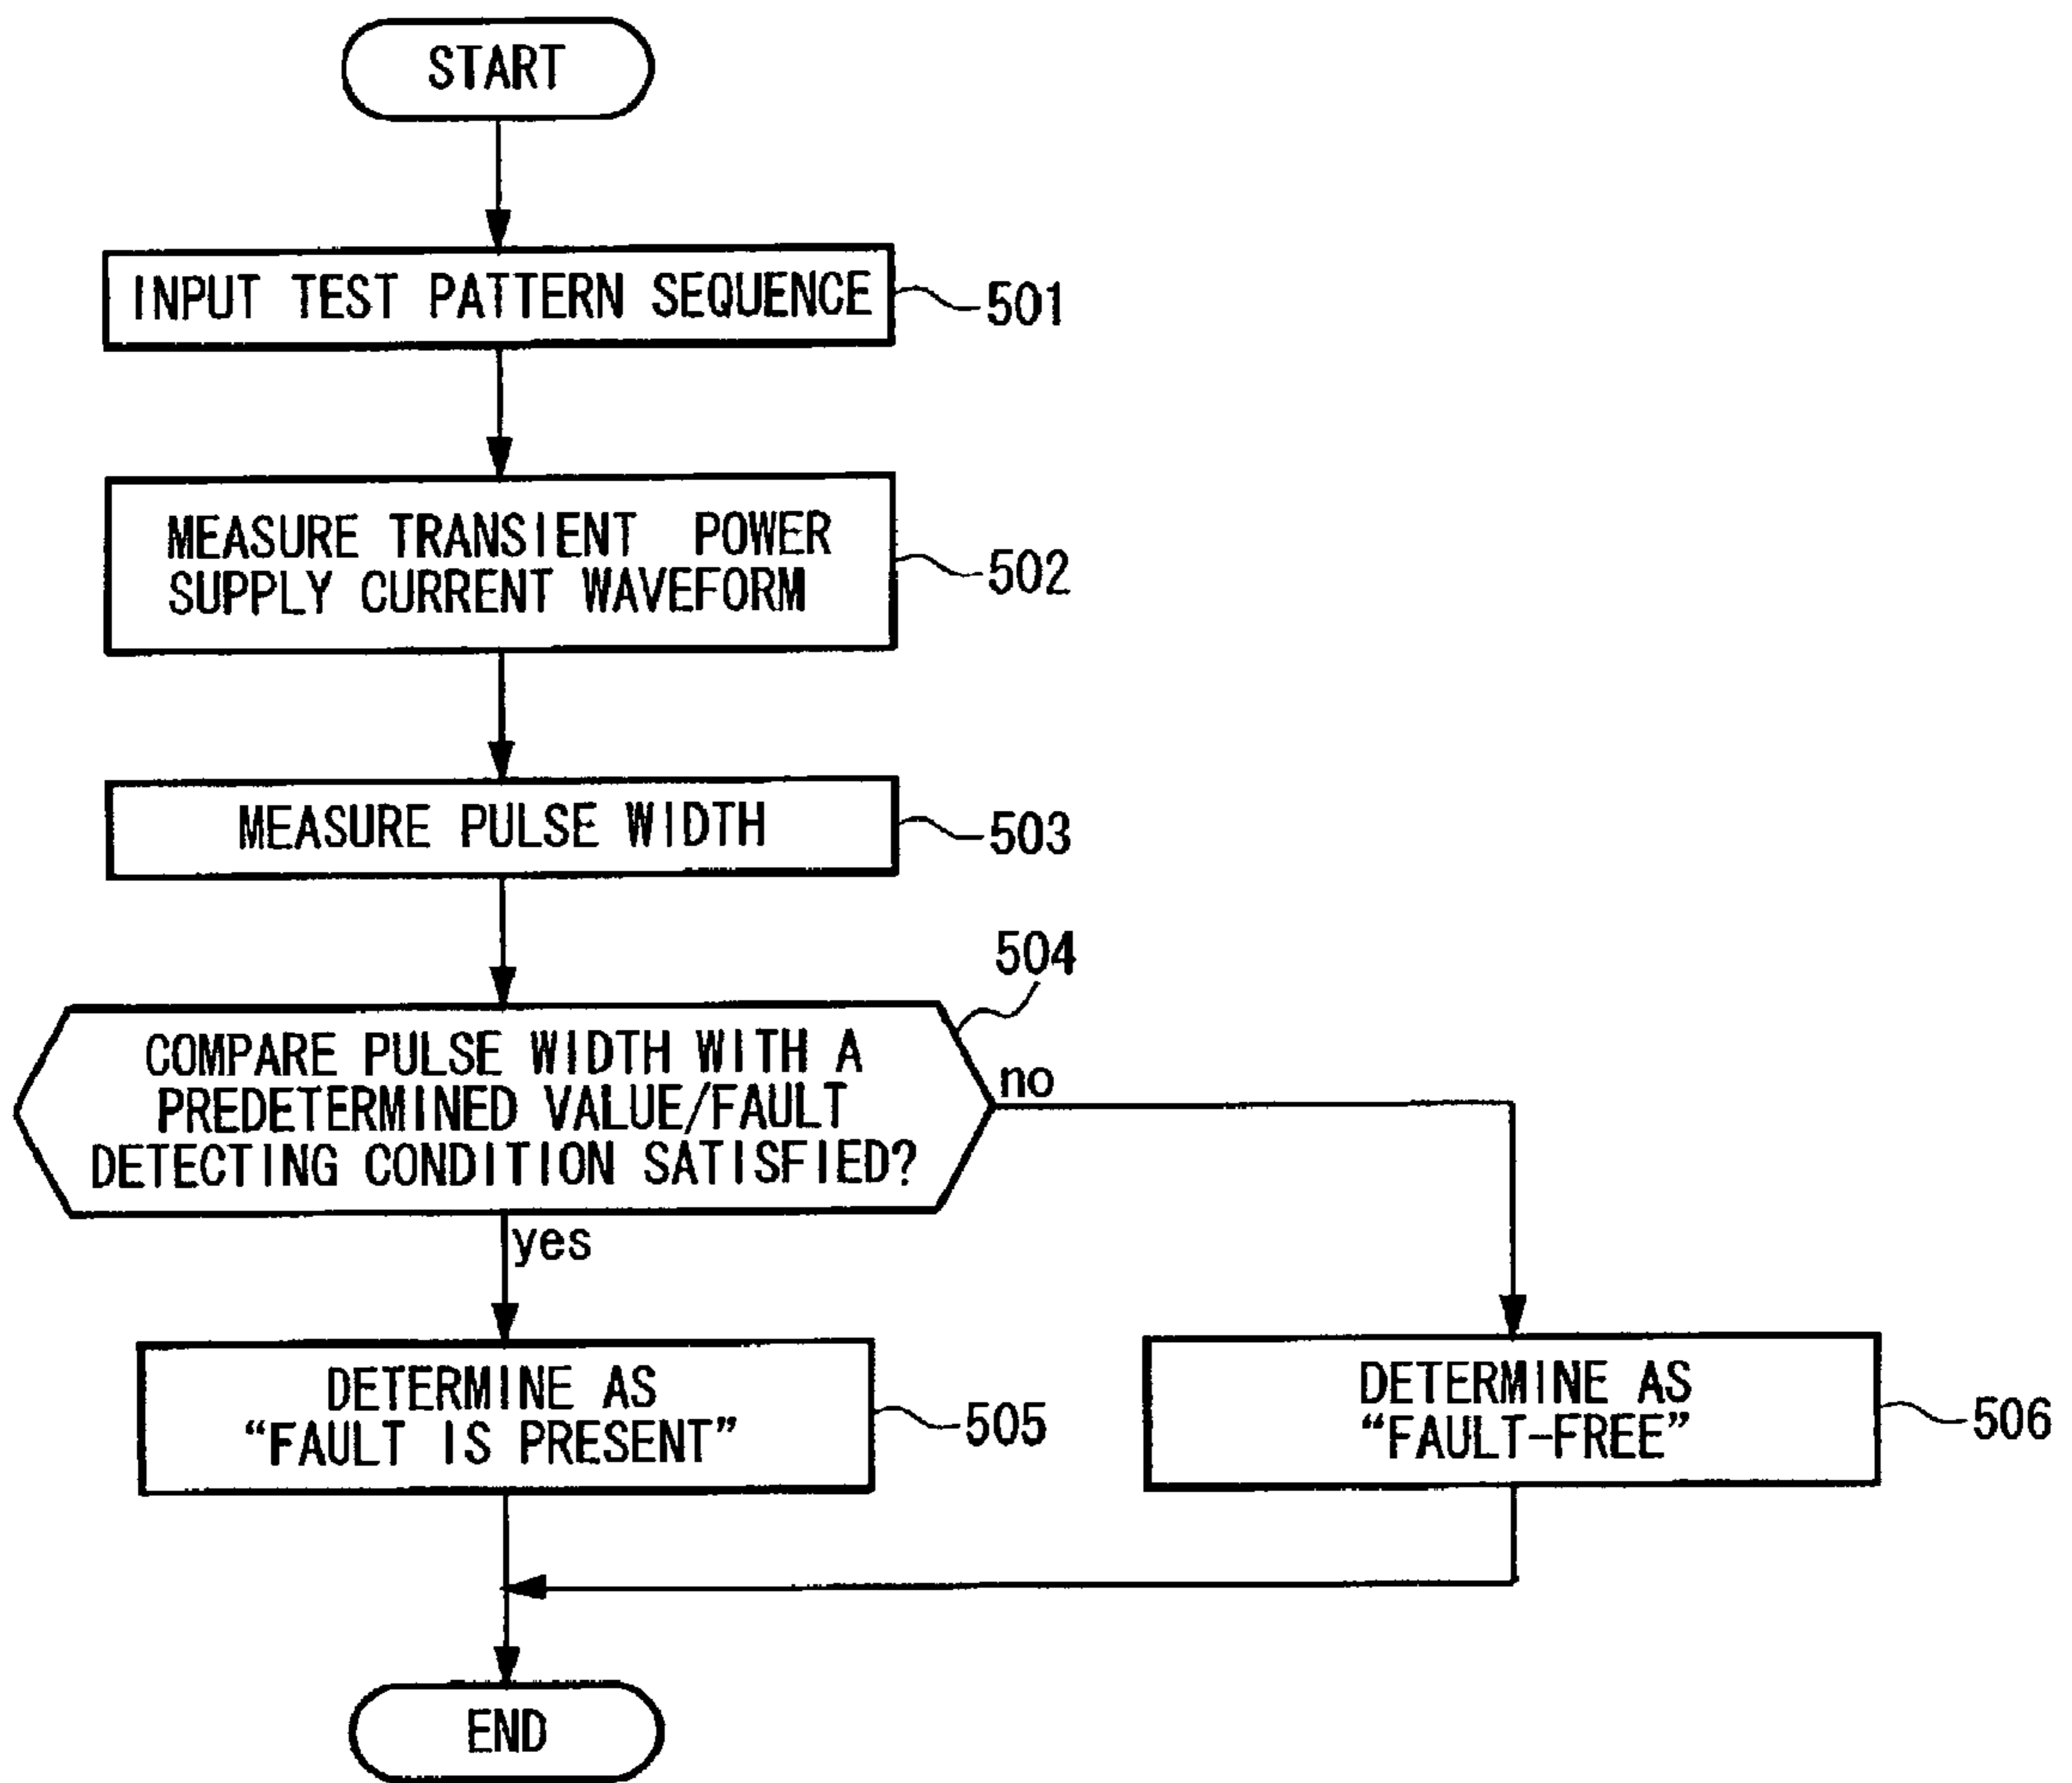 START
INPUT TEST PATTERN SEQUENCE
501
MEASURE TRANSIENT POWER
SUPPLY CURRENT WAVEFORM
502
MEASURE PULSE WIDTH
503
504
COMPARE PULSE WIDTH WITH A
PREDETERMINED VALUE/FAULT
DETECTING CONDITION SATISFIED?
no
yes
DETERMINE AS
“FAULT IS PRESENT”
505
DETERMINE AS
“FAULT-FREE”
506
END